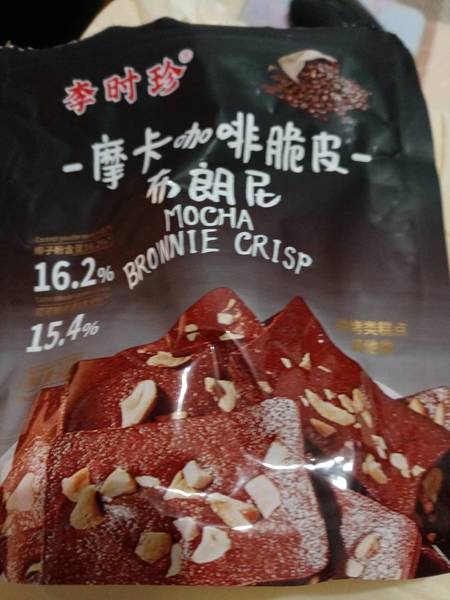 李时珍®
-摩卡咖啡脆皮-
布朗尼
MOCHA
BROWNIE CRISP
16.2%
15.4%